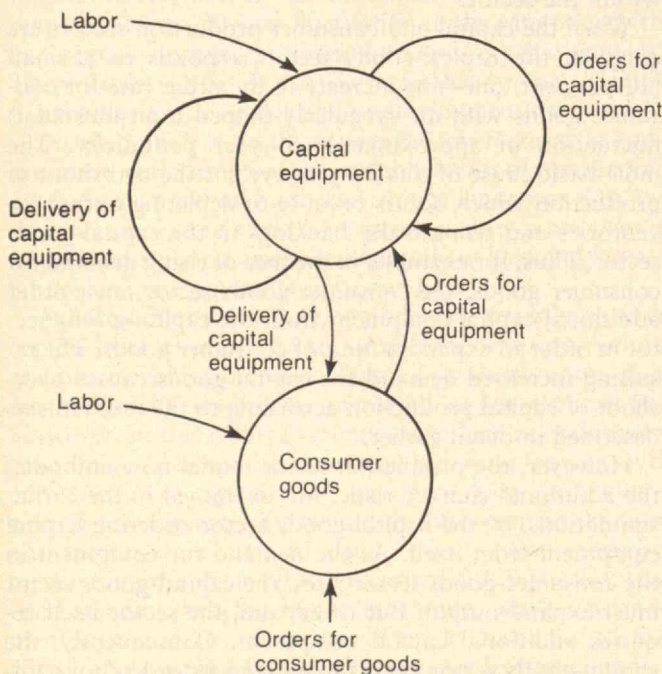 Labor
Orders for
capital
equipment
Capital
equipment
Delivery of
capital
equipment
Orders for
capital
equipment
Delivery of
capital
equipment
Labor
Consumer
goods
Orders for
consumer goods